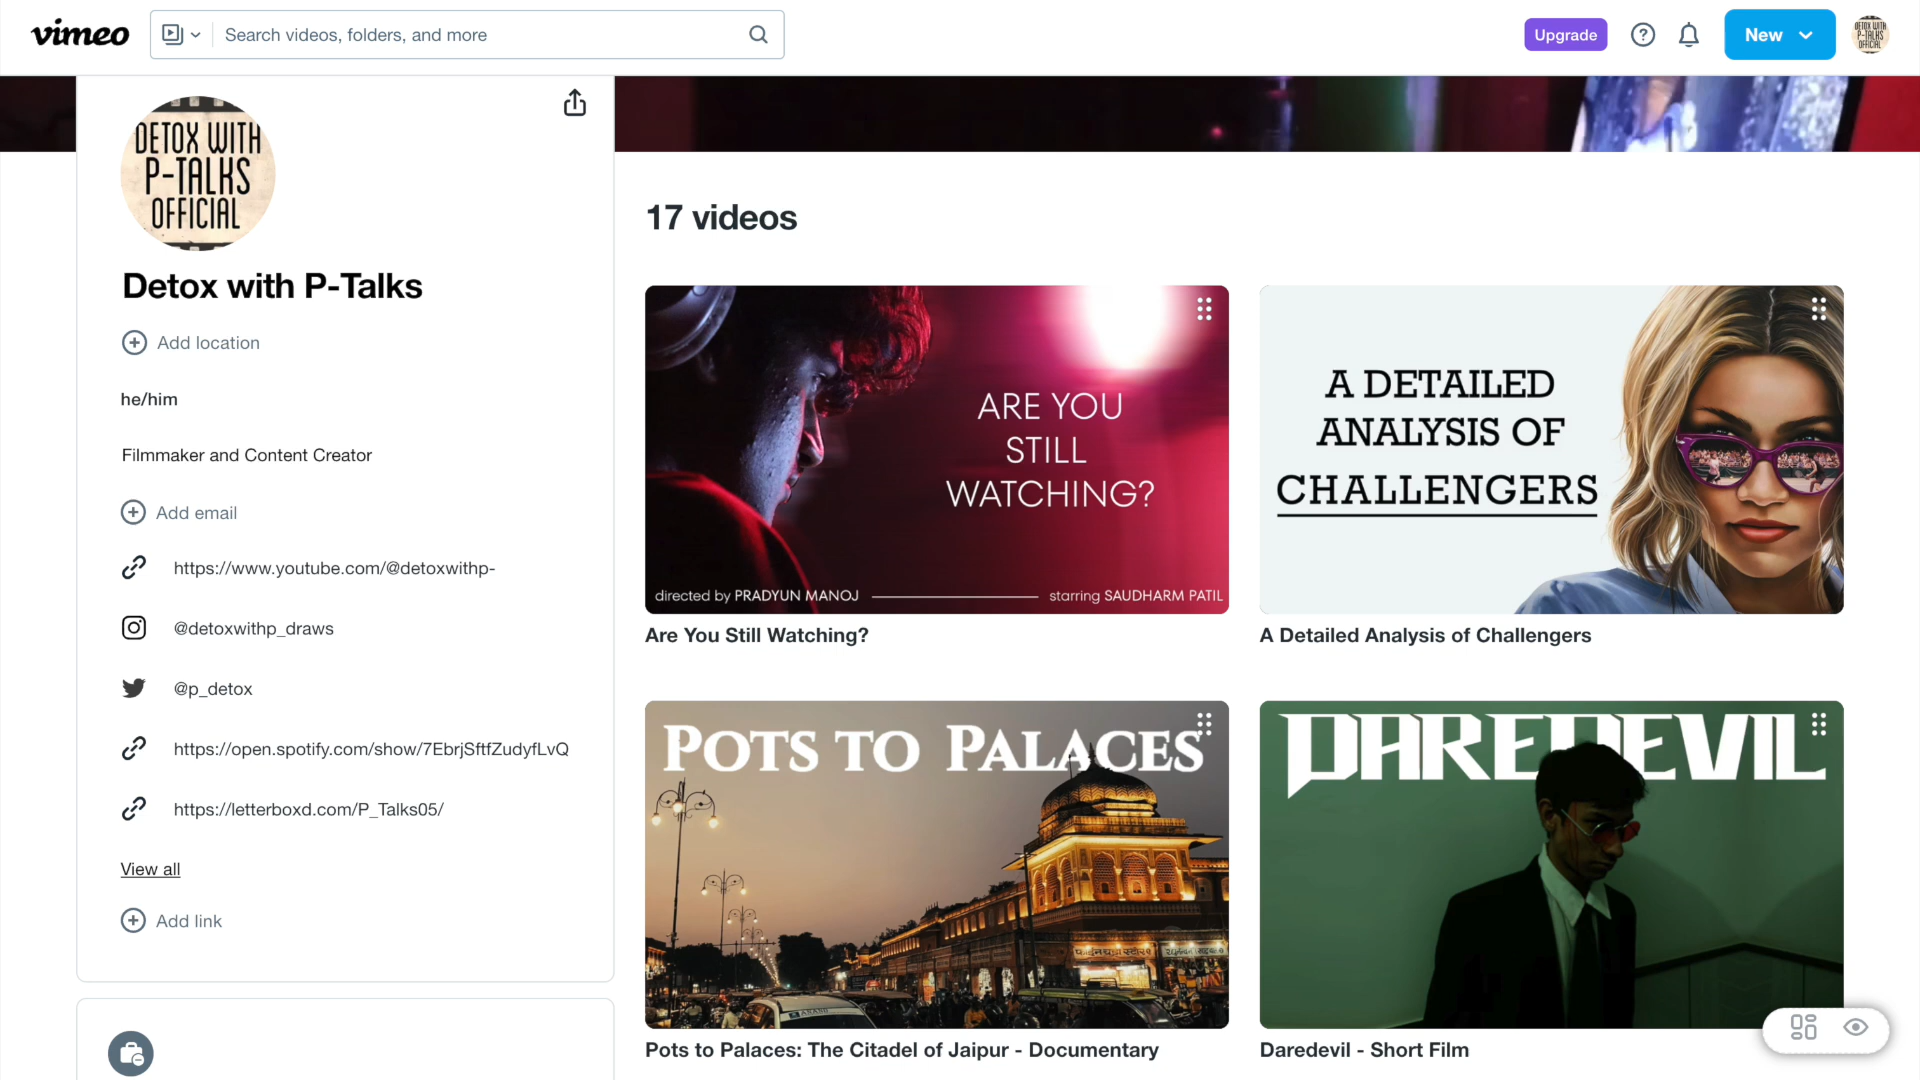 vimeo
Search videos, folders, and more
Upgrade
New
DETOX WITH
P-TALKS
OFFICIAL
DETOX WITH
P-TALKS
OFFICIAL
Detox with P-Talks
Add location
he/him
Filmmaker and Content Creator
Add email
https://www.youtube.com/@detoxwithp-
@detoxwithp_draws
@p_detox
https://open.spotify.com/show/7EbrjSftfZudyfLvQ
https://letterboxd.com/P_Talks05/
View all
Add link
17 videos
ARE YOU
STILL
WATCHING?
directed by PRADYUN MANOJ
starring SAUDHARM PATIL
Are You Still Watching?
A DETAILED
ANALYSIS OF
CHALLENGERS
A Detailed Analysis of Challengers
POTS TO PALACES
Pots to Palaces: The Citadel of Jaipur - Documentary
DAREDEVIL
Daredevil - Short Film